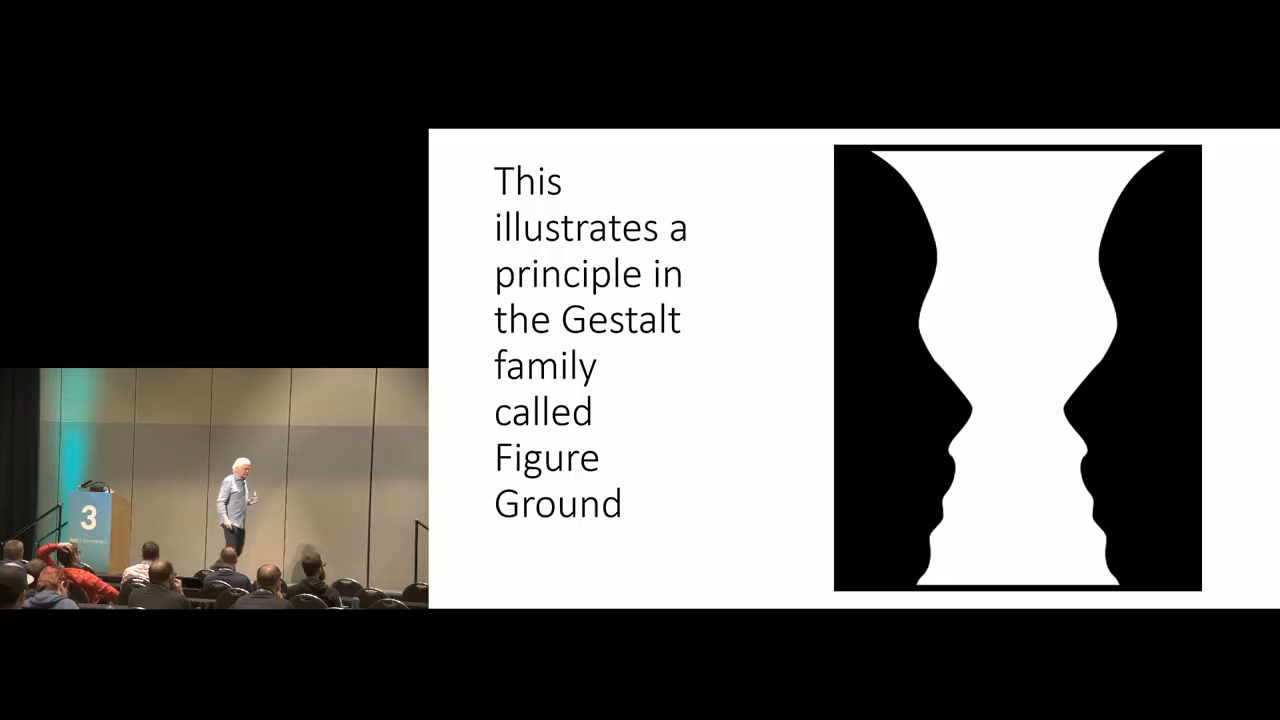 This
illustrates a
principle in
the Gestalt
family
called
Figure
Ground
3